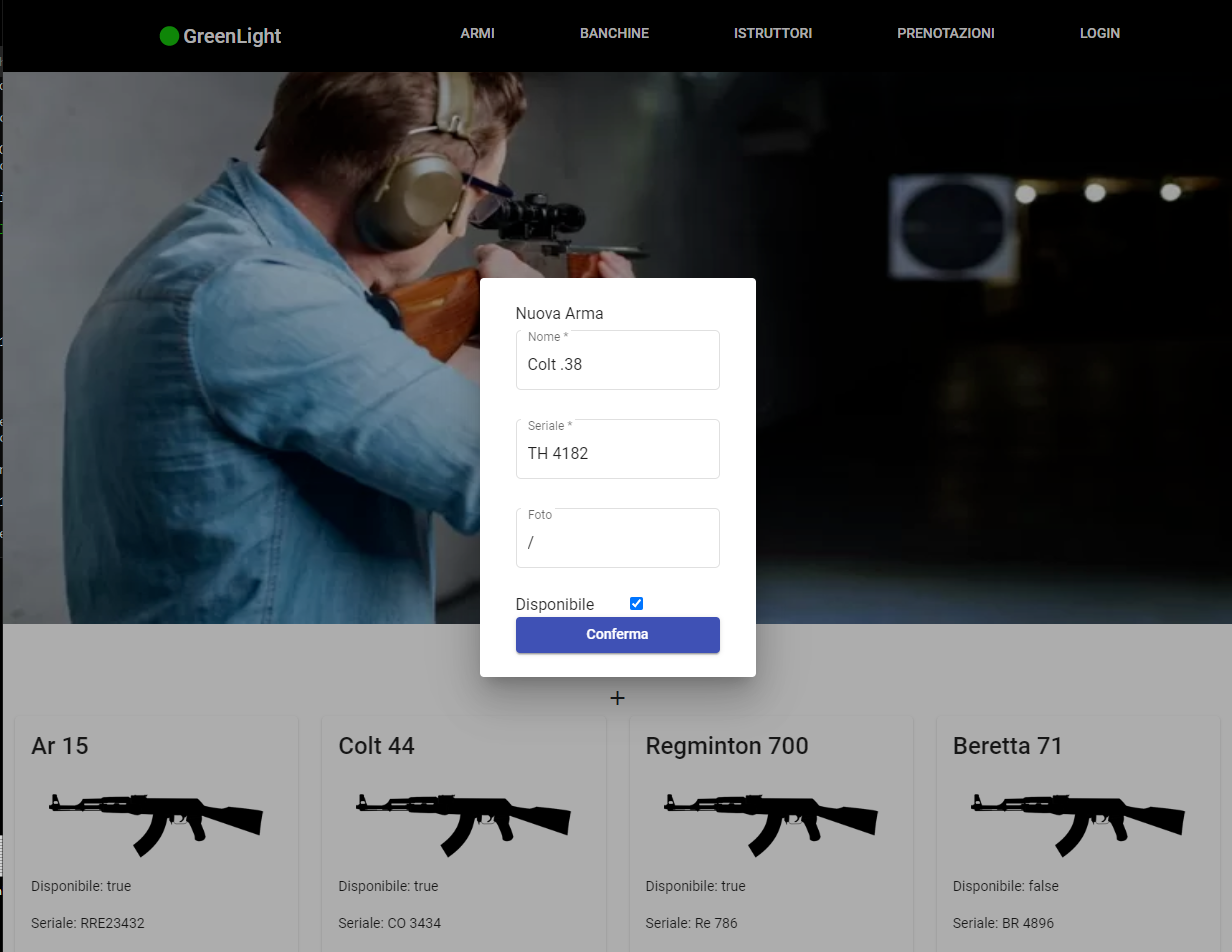 GreenLight
ARMI
BANCHINE
ISTRUTTORI
PRENOTAZIONI
LOGIN
Nuova Arma
Nome *
Colt .38
Seriale *
TH 4182
Foto
/
Disponibile
Conferma
+
Ar 15
Colt 44
Regminton 700
Beretta 71
Disponibile: true
Disponibile: true
Disponibile: true
Disponibile: false
Seriale: RRE23432
Seriale: CO 3434
Seriale: Re 786
Seriale: BR 4896